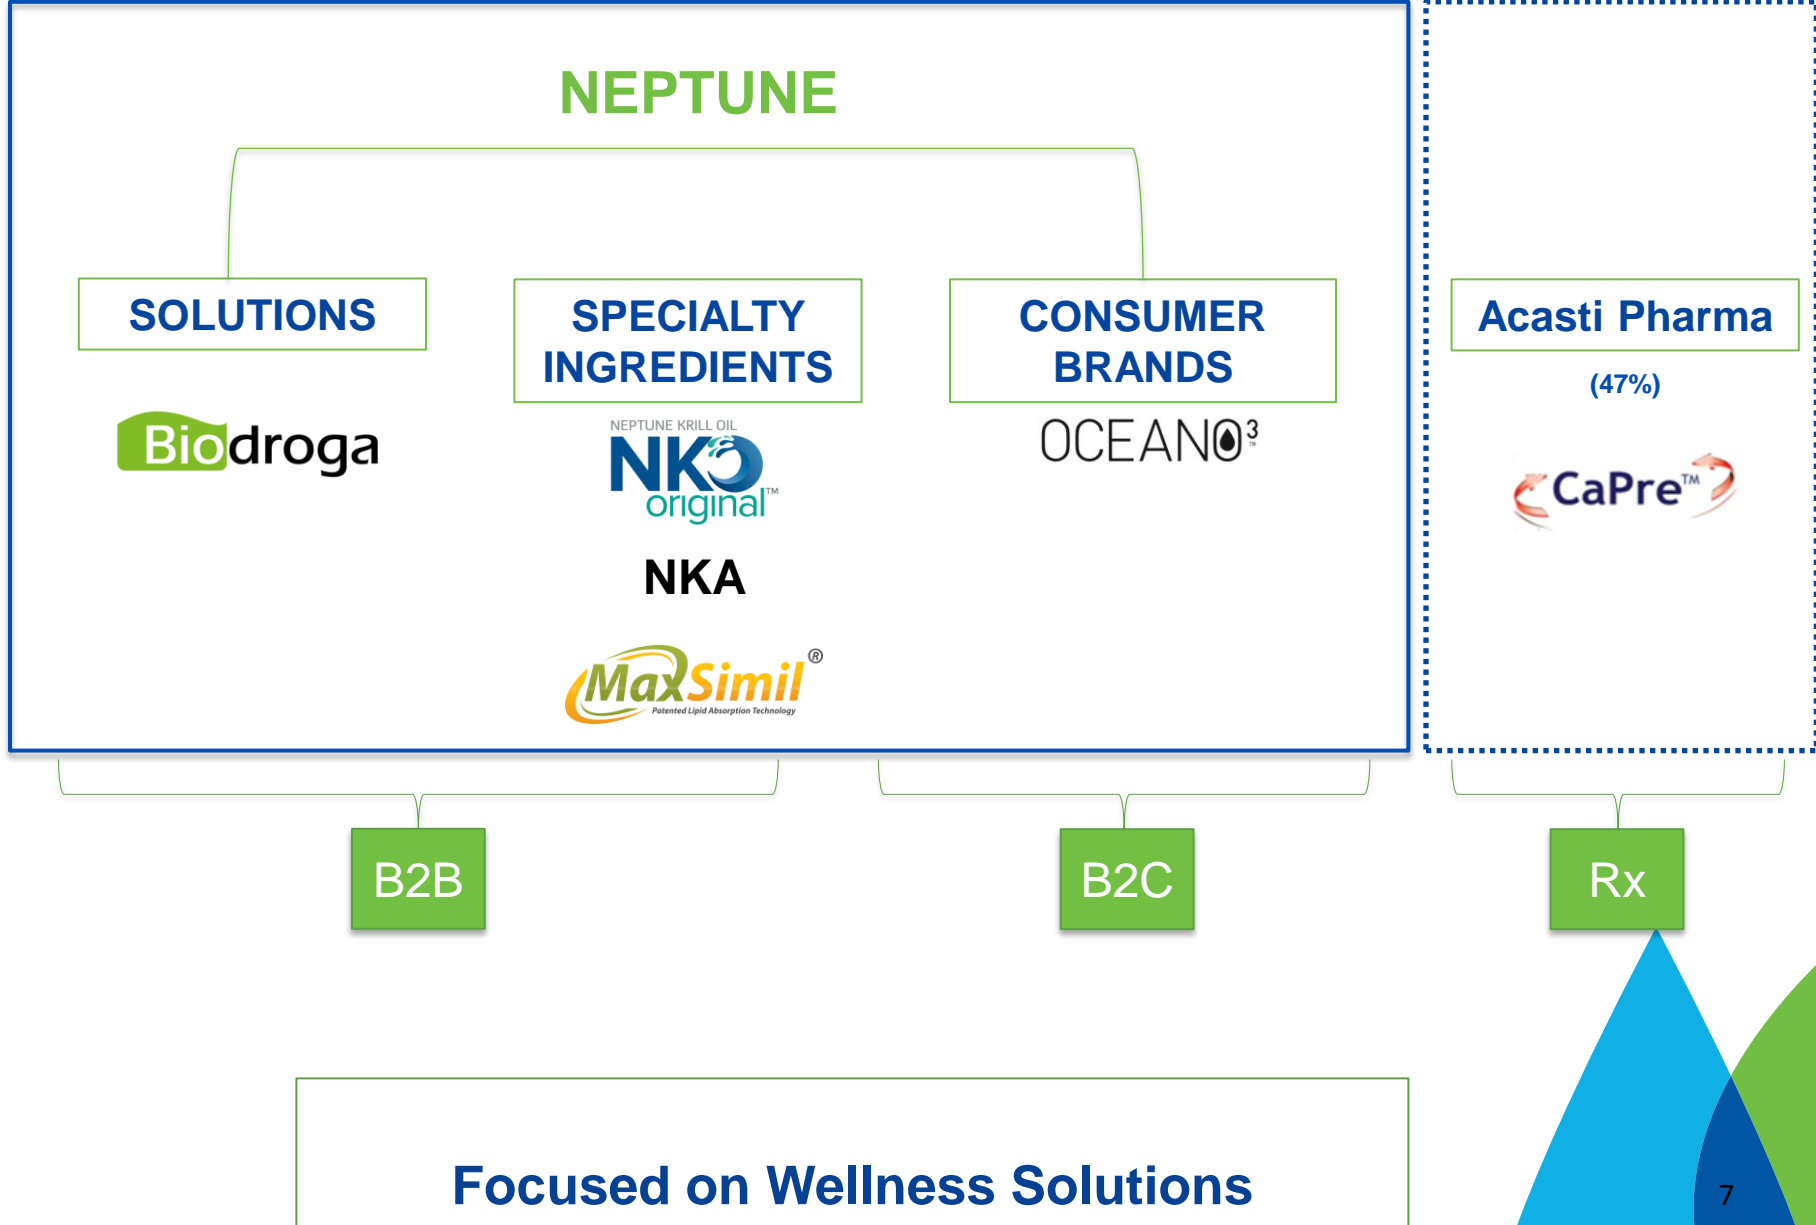 NEPTUNE
SOLUTIONS
Biodroga
SPECIALTY
INGREDIENTS
NEPTUNE KRILL OIL
NKO
original™
NKA
MaxSimil®
Patented Lipid Absorption Technology
CONSUMER
BRANDS
OCEANO³™
Acasti Pharma
(47%)
CaPre™
B2B
B2C
Rx
Focused on Wellness Solutions
7